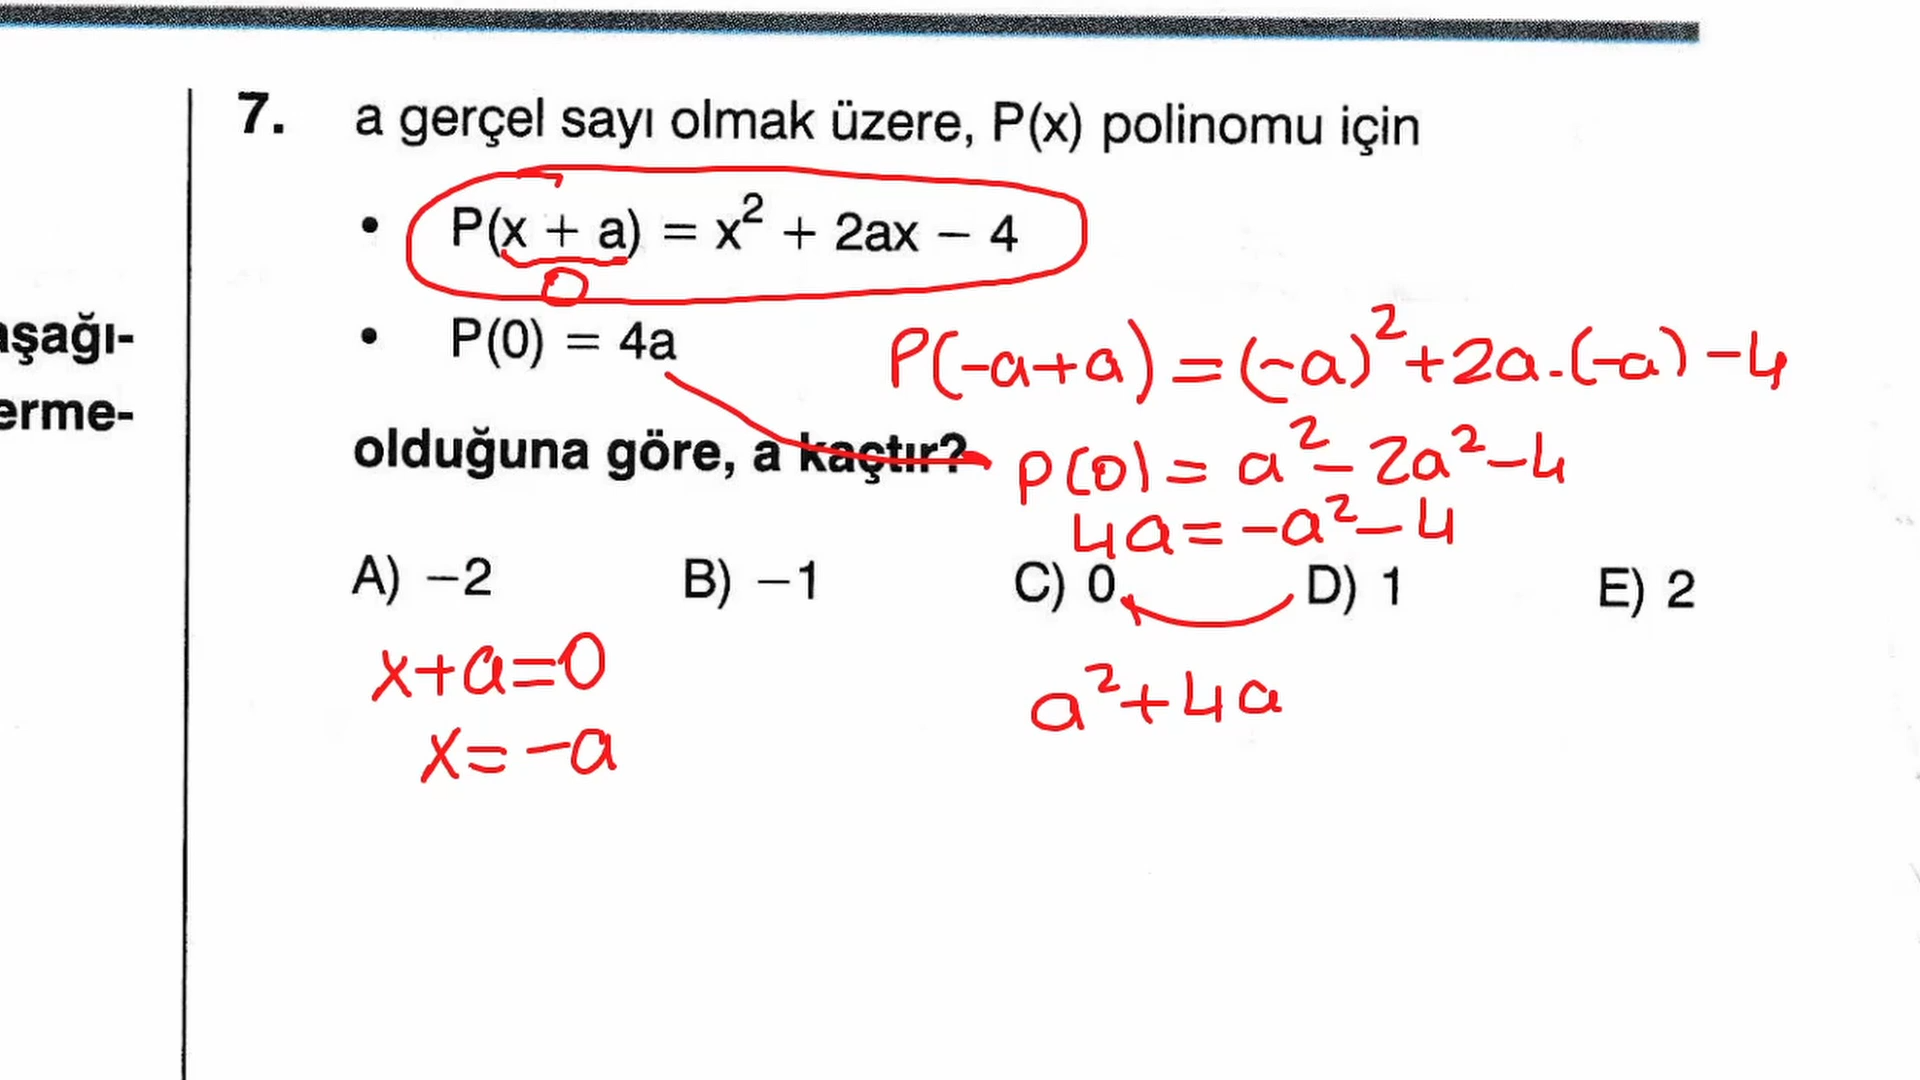 7. a gerçel sayı olmak üzere, P(x) polinomu için
• P(x + a) = x² + 2ax − 4
0
• P(0) = 4a
aşağı-
erme-
P(-a+a) = (-a)²+2a.(-a)-4
olduğuna göre, a kaçtır?
P(0) = a²-2a²-4
4a = -a²-4
A) −2 B) −1 C) 0 D) 1 E) 2
x+a=0
x=-a
a²+4a